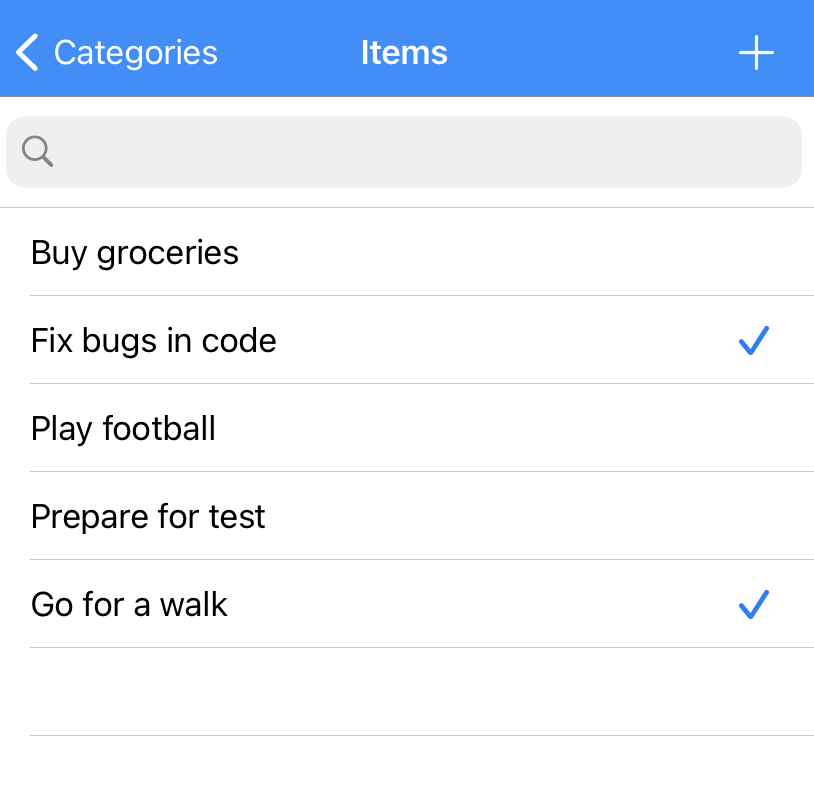 Categories Items
Buy groceries
Fix bugs in code
Play football
Prepare for test
Go for a walk